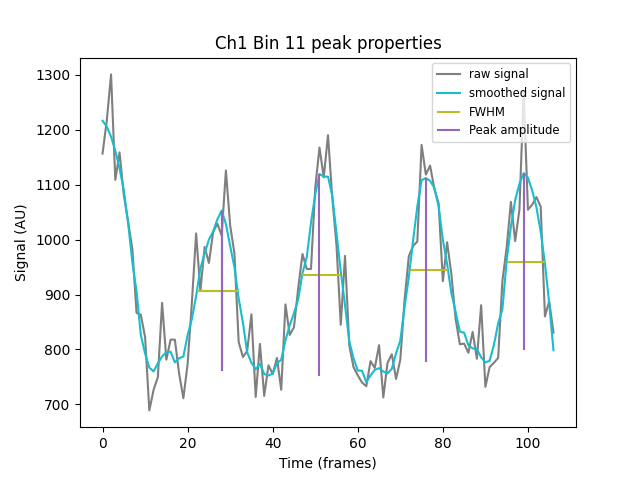 Ch1 Bin 11 peak properties
raw signal
smoothed signal
FWHM
Peak amplitude
1300
1200
1100
1000
900
800
700
Signal (AU)
0 20 40 60 80 100
Time (frames)